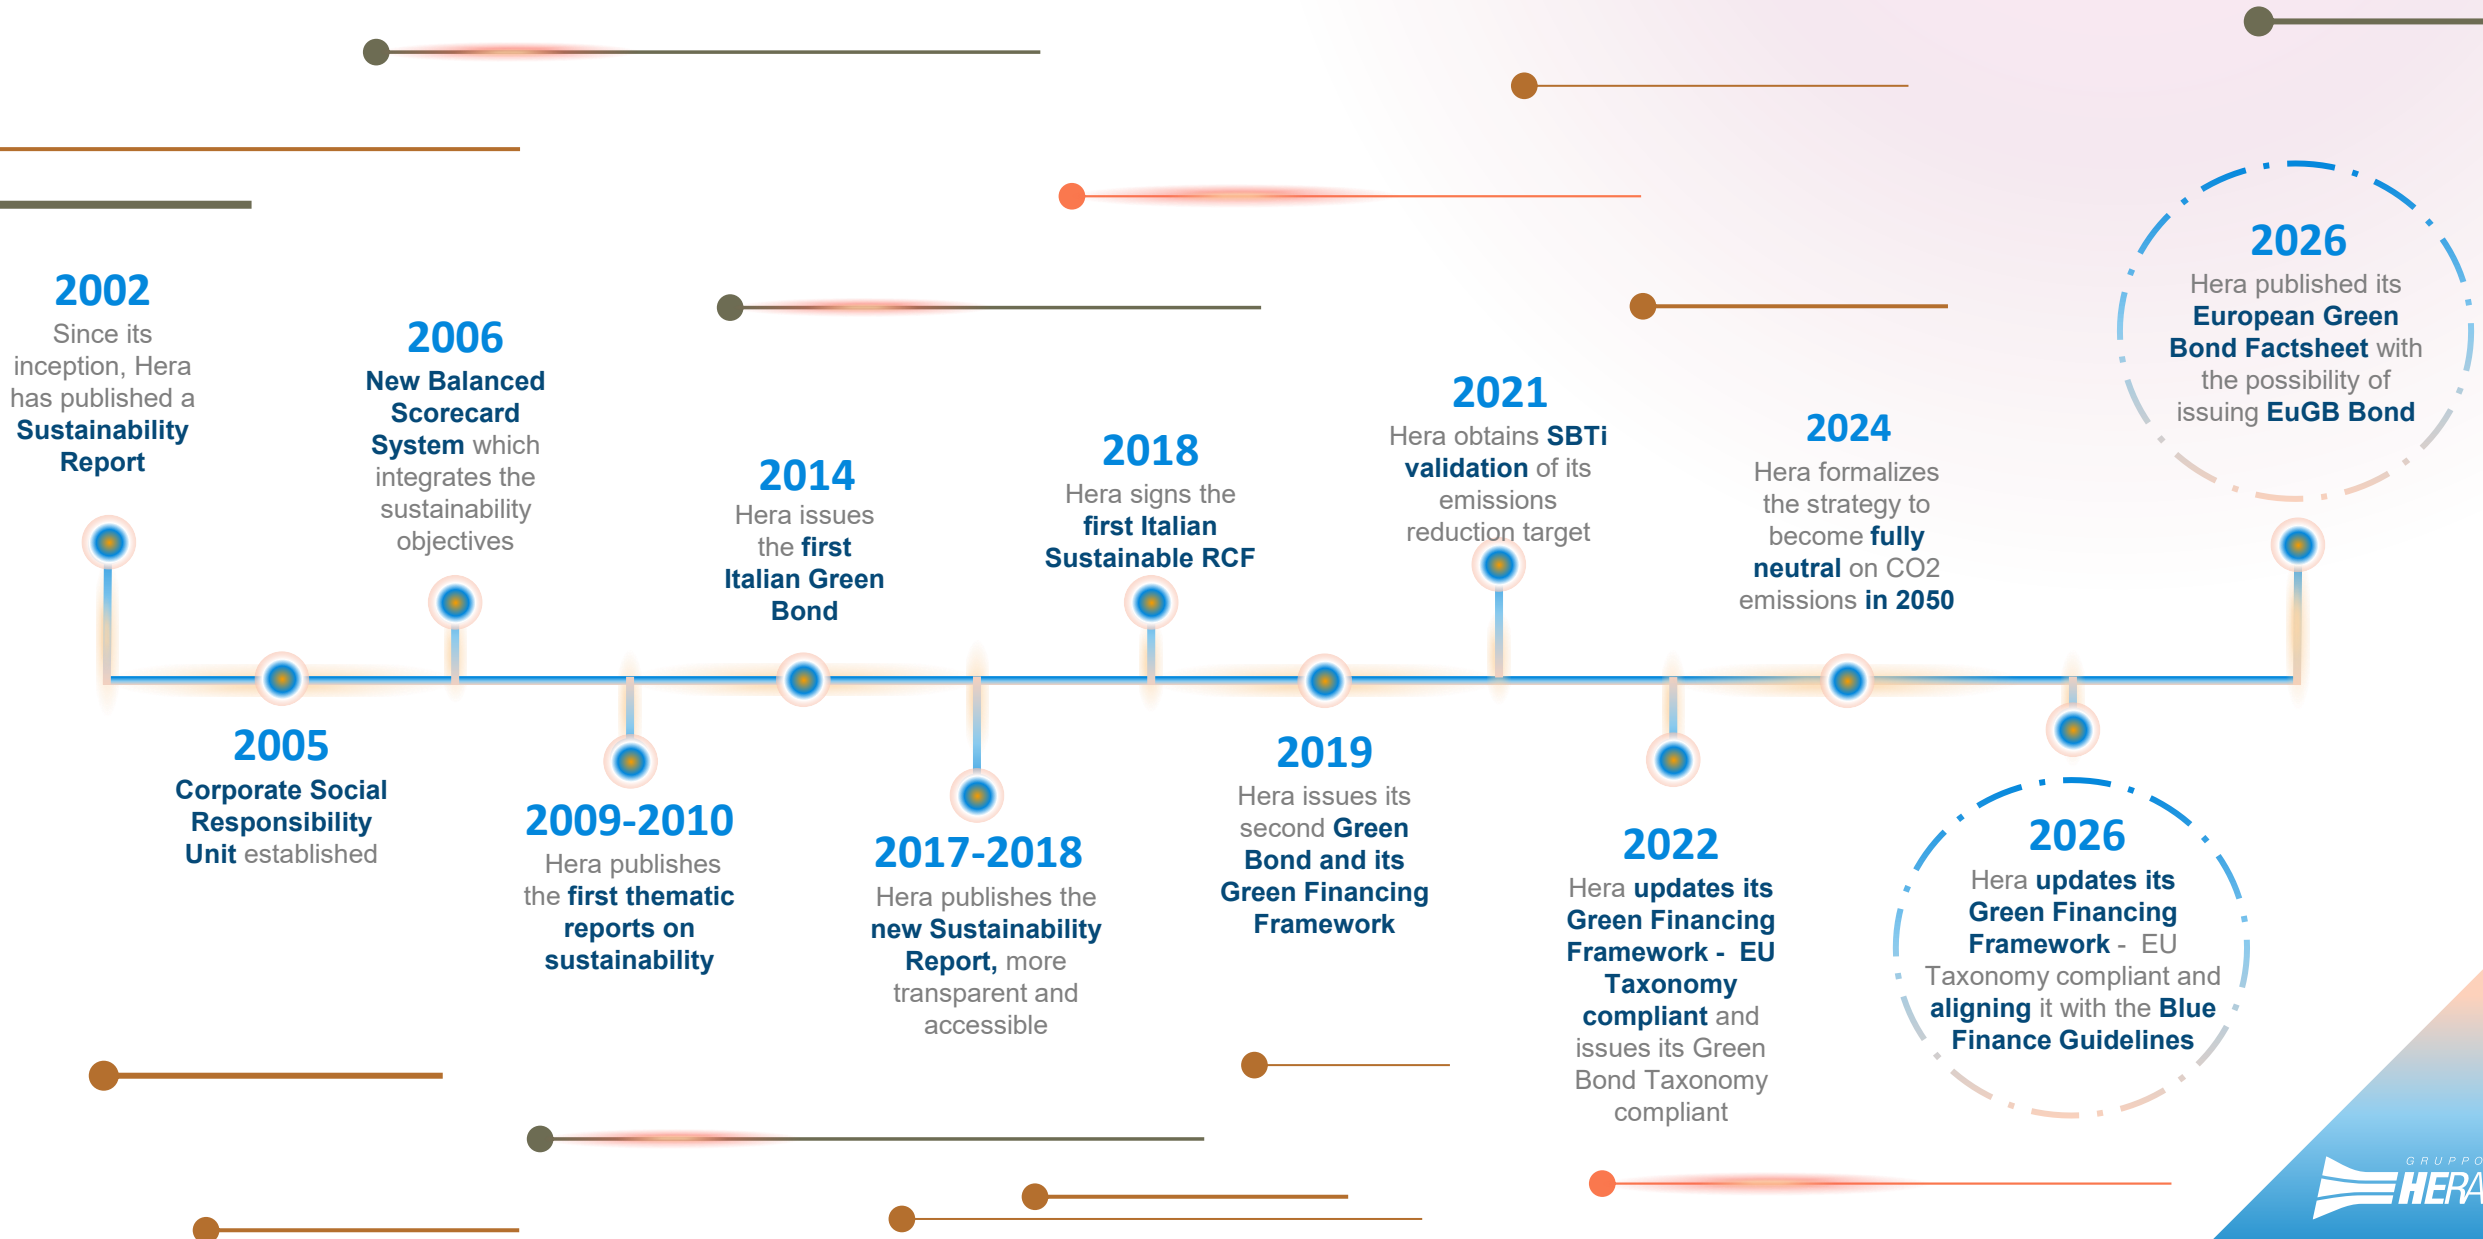 2002
Since its
inception, Hera
has published a
Sustainability
Report
2005
Corporate Social
Responsibility
Unit established
2006
New Balanced
Scorecard
System which
integrates the
sustainability
objectives
2009-2010
Hera publishes
the first thematic
reports on
sustainability
2014
Hera issues
the first
Italian Green
Bond
2017-2018
Hera publishes the
new Sustainability
Report, more
transparent and
accessible
2018
Hera signs the
first Italian
Sustainable RCF
2019
Hera issues its
second Green
Bond and its
Green Financing
Framework
2021
Hera obtains SBTi
validation of its
emissions
reduction target
2022
Hera updates its
Green Financing
Framework - EU
Taxonomy
compliant and
issues its Green
Bond Taxonomy
compliant
2024
Hera formalizes
the strategy to
become fully
neutral on CO2
emissions in 2050
2026
Hera updates its
Green Financing
Framework - EU
Taxonomy compliant and
aligning it with the Blue
Finance Guidelines
2026
Hera published its
European Green
Bond Factsheet with
the possibility of
issuing EuGB Bond
GRUPPO
HERA